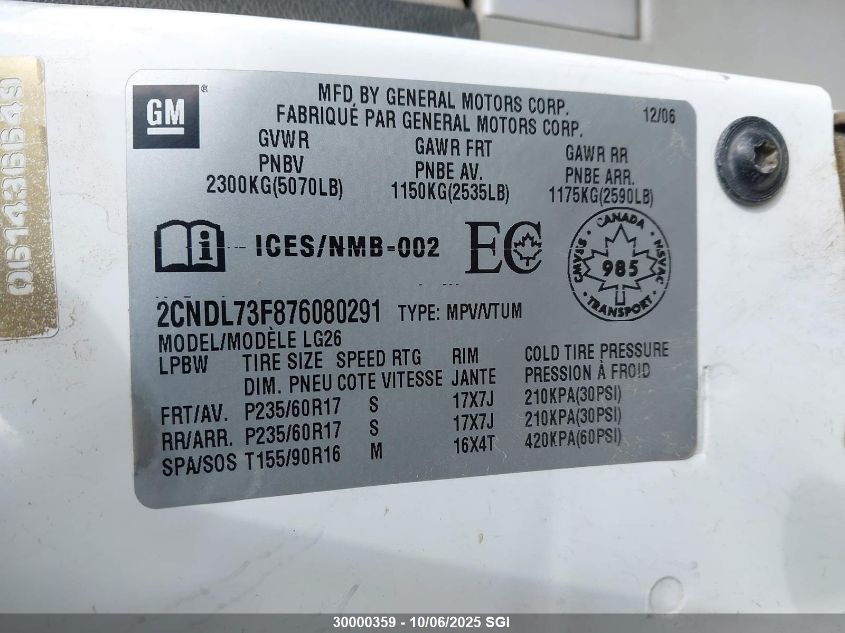 GM
MFD BY GENERAL MOTORS CORP.
FABRIQUÉ PAR GENERAL MOTORS CORP.
12/06
GVWR GAWR FRT GAWR RR
PNBV PNBE AV. PNBE ARR.
2300KG(5070LB) 1150KG(2535LB) 1175KG(2590LB)
i ICES/NMB-002 EC
CANADA
CMVSS 985 NSVAC
TRANSPORT
2CNDL73F876080291 TYPE: MPV/VTUM
MODEL/MODÈLE LG26
LPBW TIRE SIZE SPEED RTG RIM COLD TIRE PRESSURE
DIM. PNEU COTE VITESSE JANTE PRESSION À FROID
FRT/AV. P235/60R17 S 17X7J 210KPA(30PSI)
RR/ARR. P235/60R17 S 17X7J 210KPA(30PSI)
SPA/SOS T155/90R16 M 16X4T 420KPA(60PSI)
30000359 - 10/06/2025 SGI